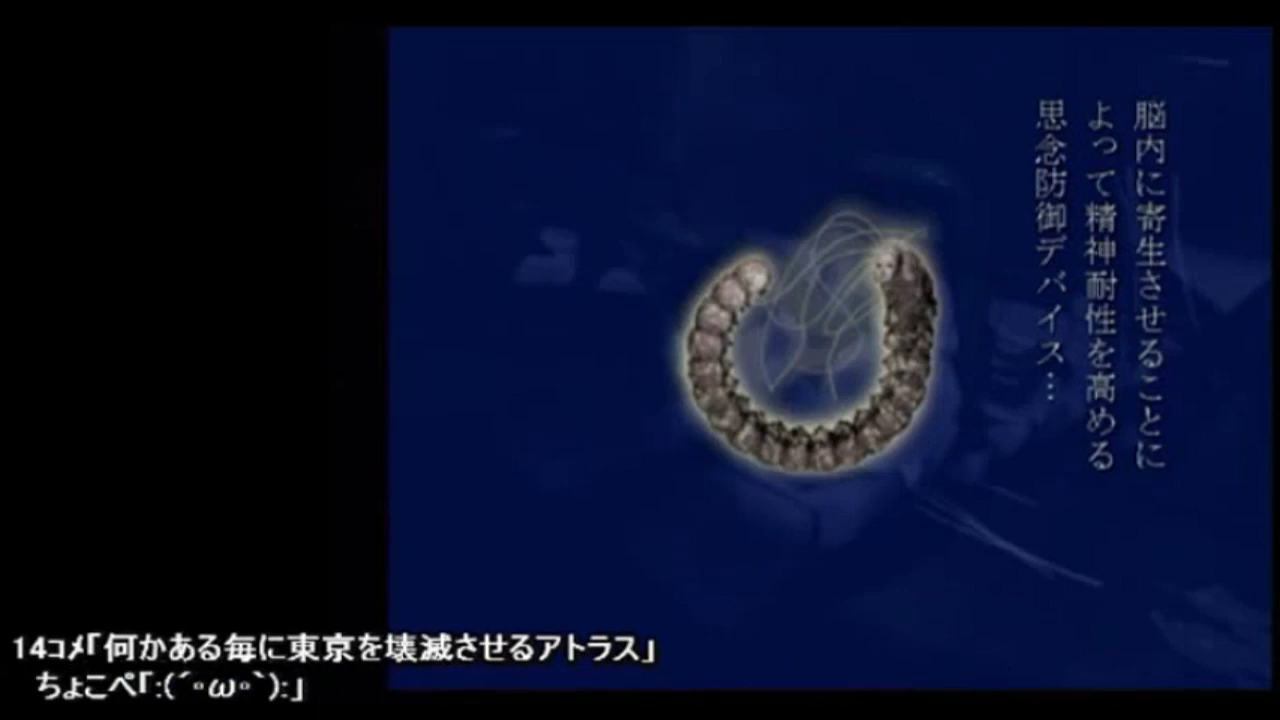 脳内に寄生させることに
よって精神耐性を高める
思念防御デバイス…
14コメ｢何かある毎に東京を壊滅させるアトラス｣
ちょこぺ｢:(´◦ω◦`):｣